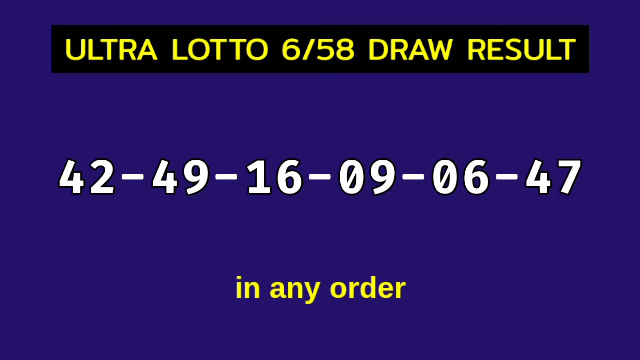 ULTRA LOTTO 6/58 DRAW RESULT
42-49-16-09-06-47
in any order